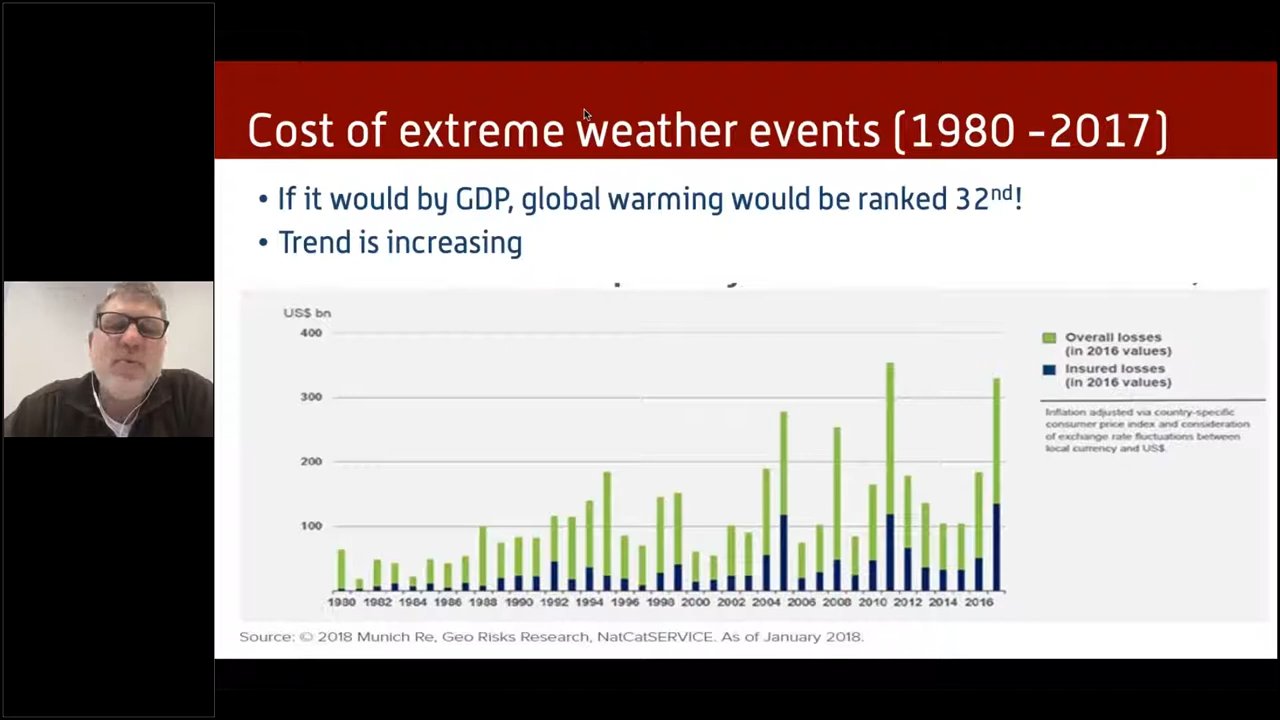 Cost of extreme weather events (1980 -2017)
• If it would by GDP, global warming would be ranked 32nd!
• Trend is increasing
US$ bn
400
300
200
100
1980 1982 1984 1986 1988 1990 1992 1994 1996 1998 2000 2002 2004 2006 2008 2010 2012 2014 2016
Overall losses
(in 2016 values)
Insured losses
(in 2016 values)
Inflation adjusted via country-specific
consumer price index and consideration
of exchange rate fluctuations between
local currency and US$.
Source: © 2018 Munich Re, Geo Risks Research, NatCatSERVICE. As of January 2018.